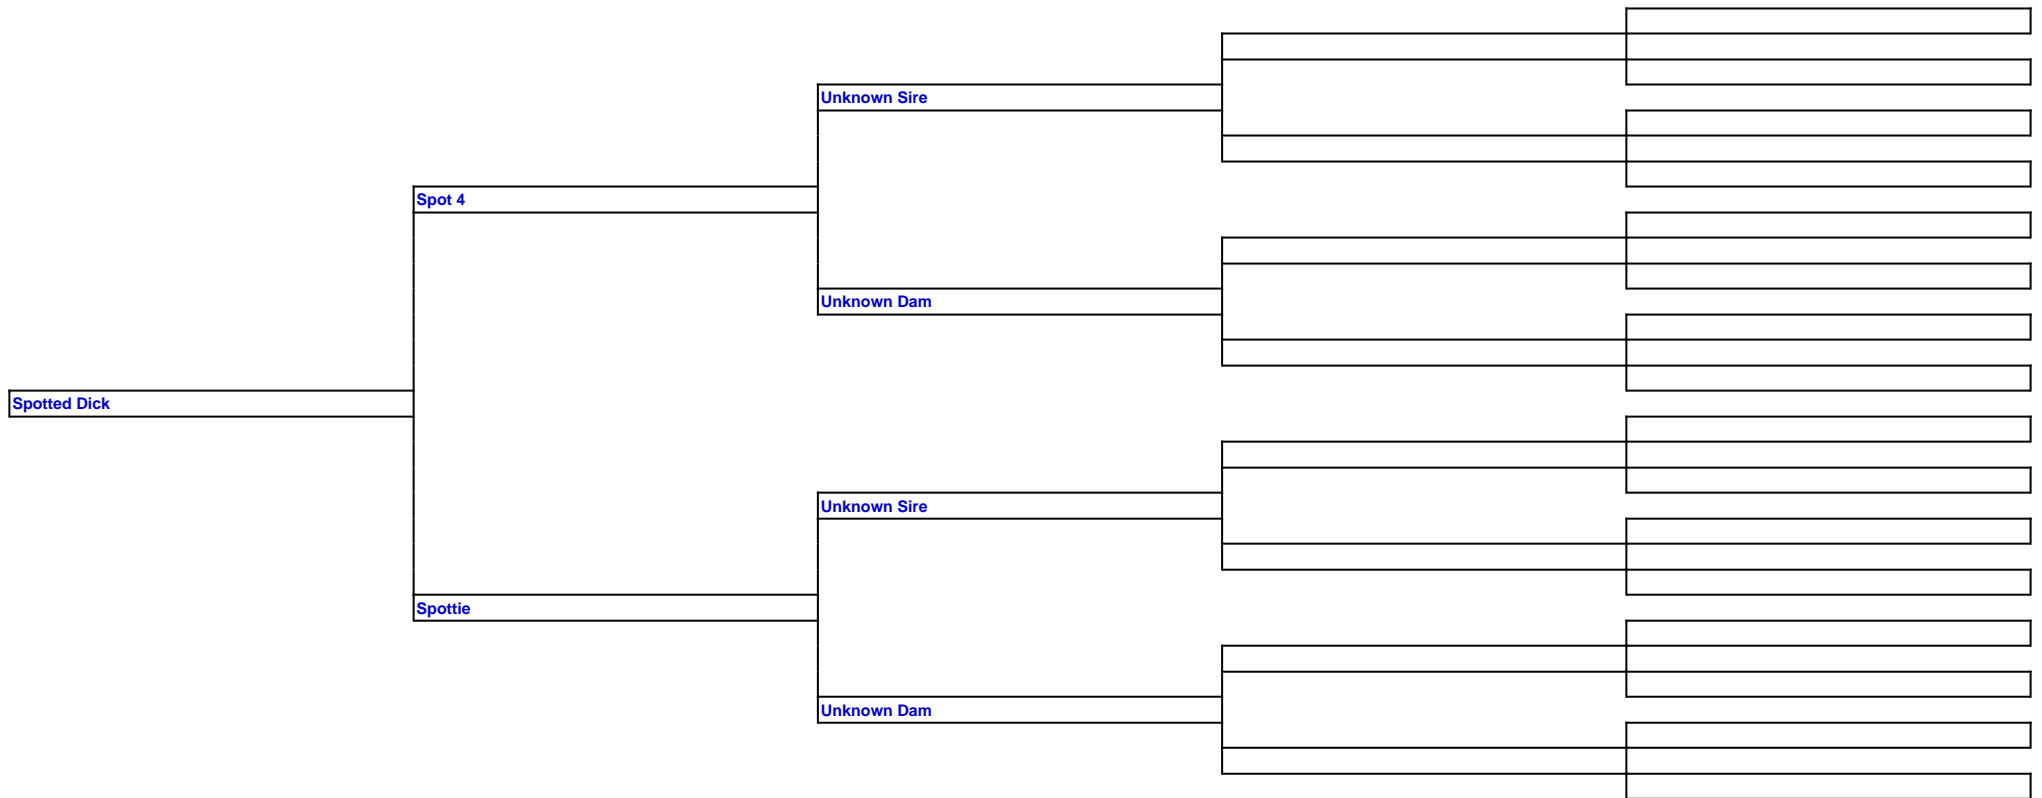 Unknown Sire
Spot 4
Unknown Dam
Spotted Dick
Unknown Sire
Spottie
Unknown Dam